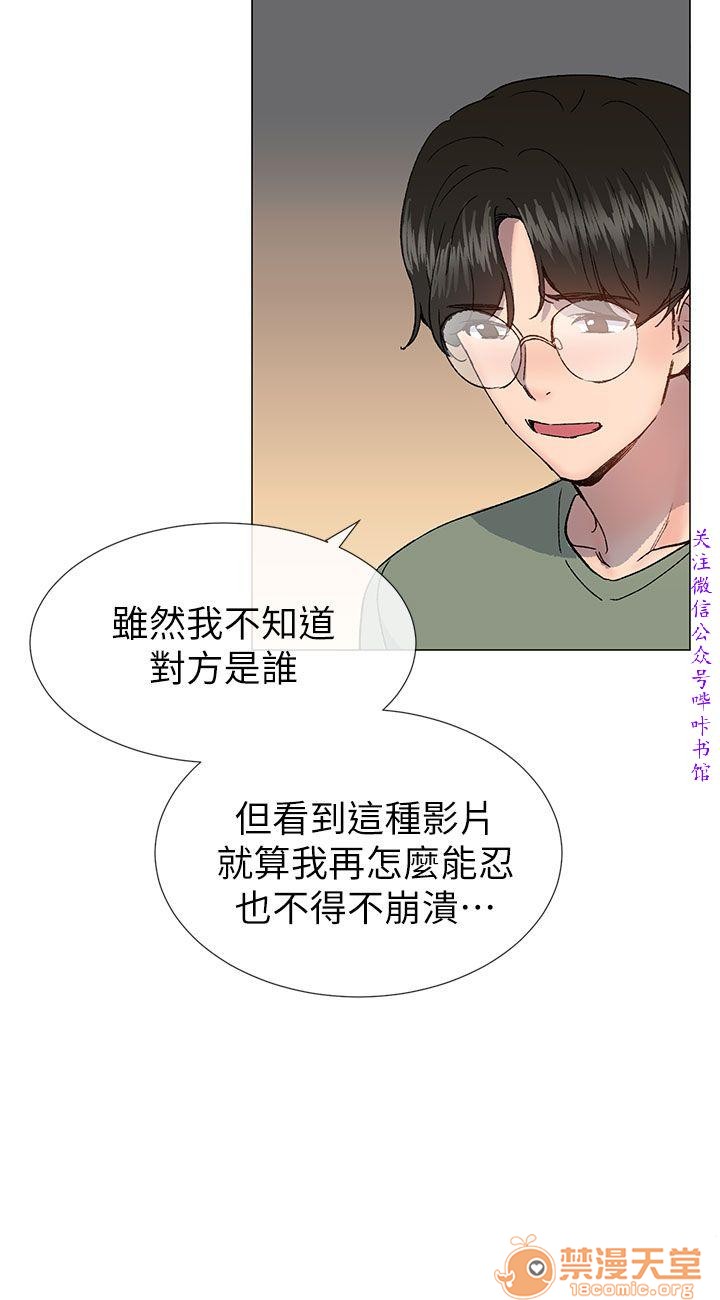 雖然我不知道
對方是誰
但看到這種影片
就算我再怎麼能忍
也不得不崩潰…
关注微信公众号哔咔书馆
禁漫天堂
18comic.org